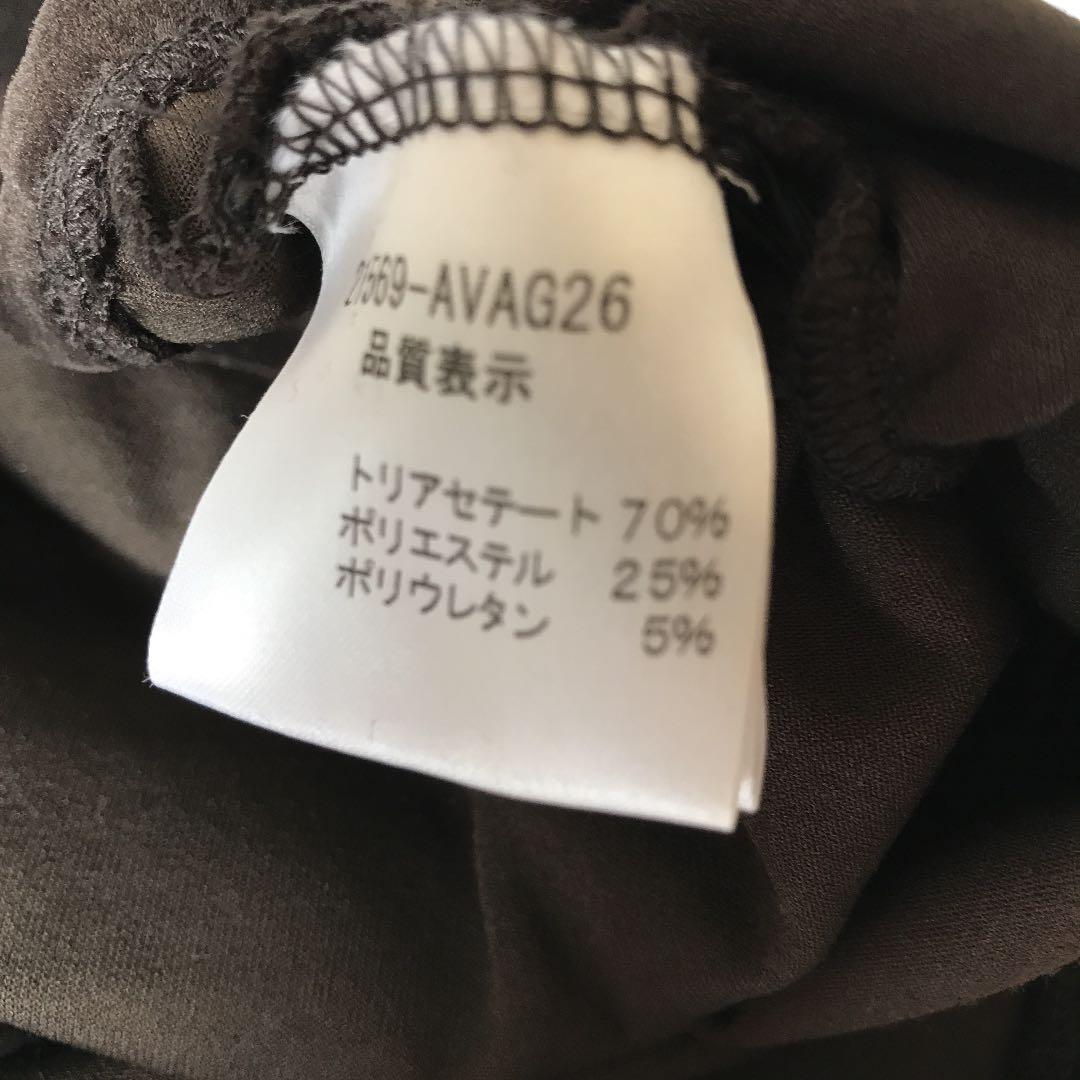 21569-AVAG26
品質表示
トリアセテート 70%
ポリエステル 25%
ポリウレタン 5%